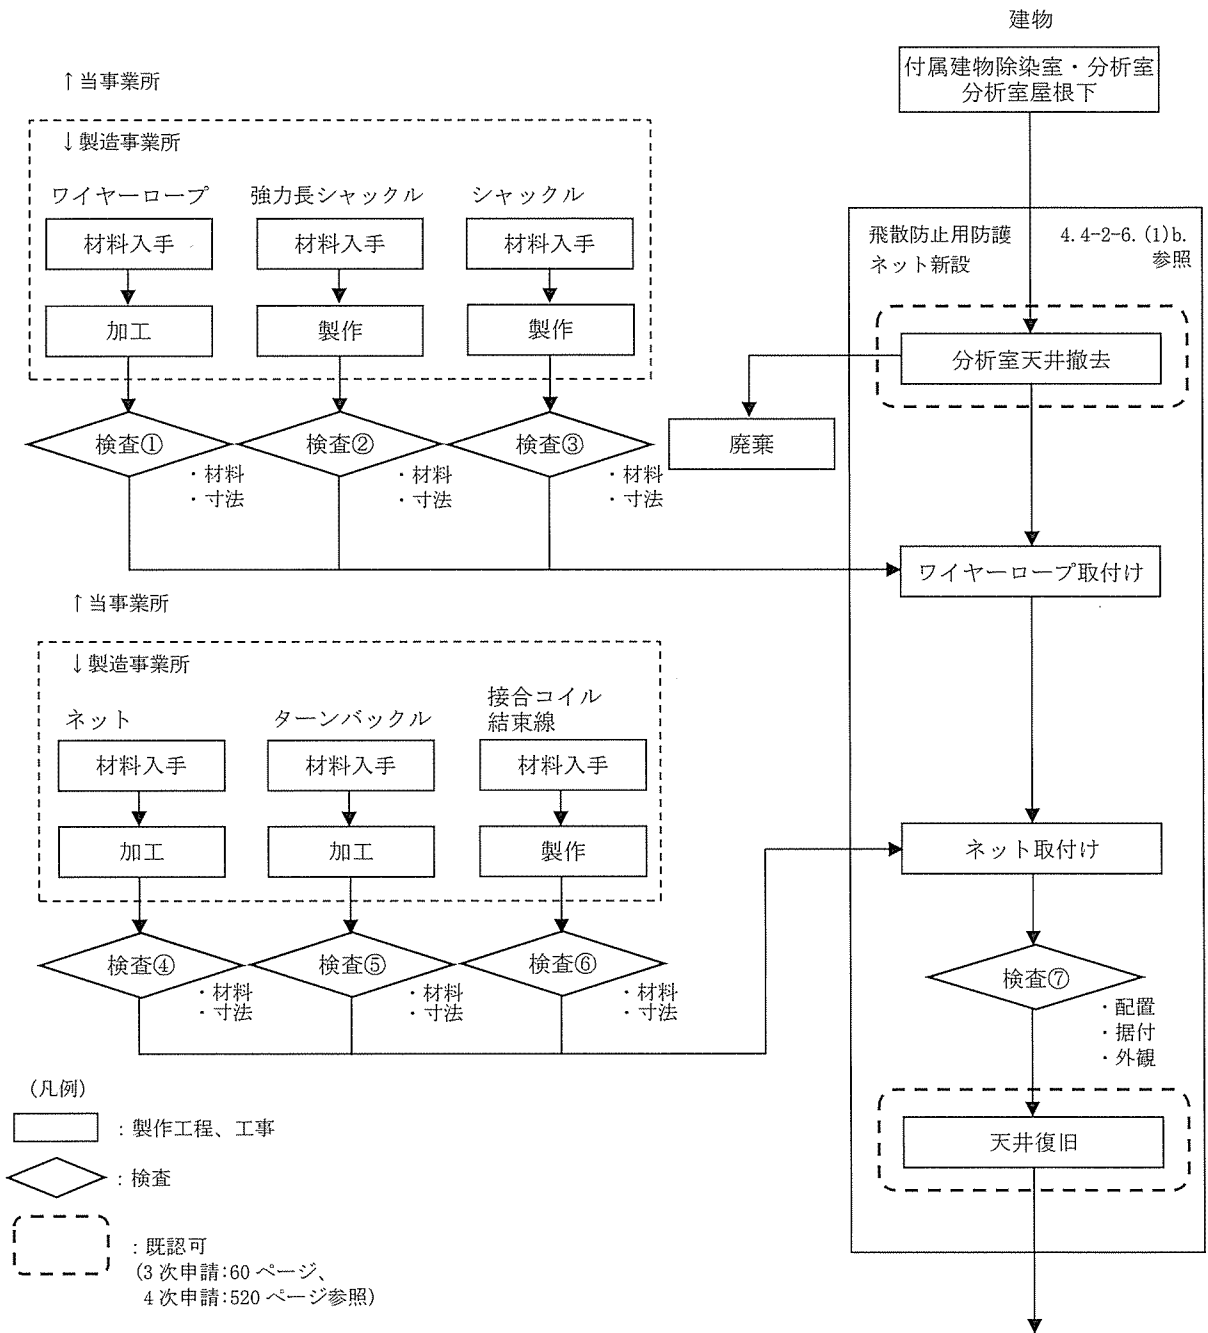 建物
付属建物除染室・分析室
分析室屋根下
↑当事業所
↓製造事業所
ワイヤーロープ
強力長シャックル
シャックル
材料入手
材料入手
材料入手
加工
製作
製作
検査①
・材料
・寸法
検査②
・材料
・寸法
検査③
・材料
・寸法
飛散防止用防護
ネット新設
4.4-2-6.(1)b.
参照
分析室天井撤去
廃棄
ワイヤーロープ取付け
↑当事業所
↓製造事業所
ネット
ターンバックル
接合コイル
結束線
材料入手
材料入手
材料入手
加工
加工
製作
検査④
・材料
・寸法
検査⑤
・材料
・寸法
検査⑥
・材料
・寸法
ネット取付け
検査⑦
・配置
・据付
・外観
天井復旧
(凡例)
：製作工程、工事
：検査
：既認可
(3次申請:60ページ、
4次申請:520ページ参照)